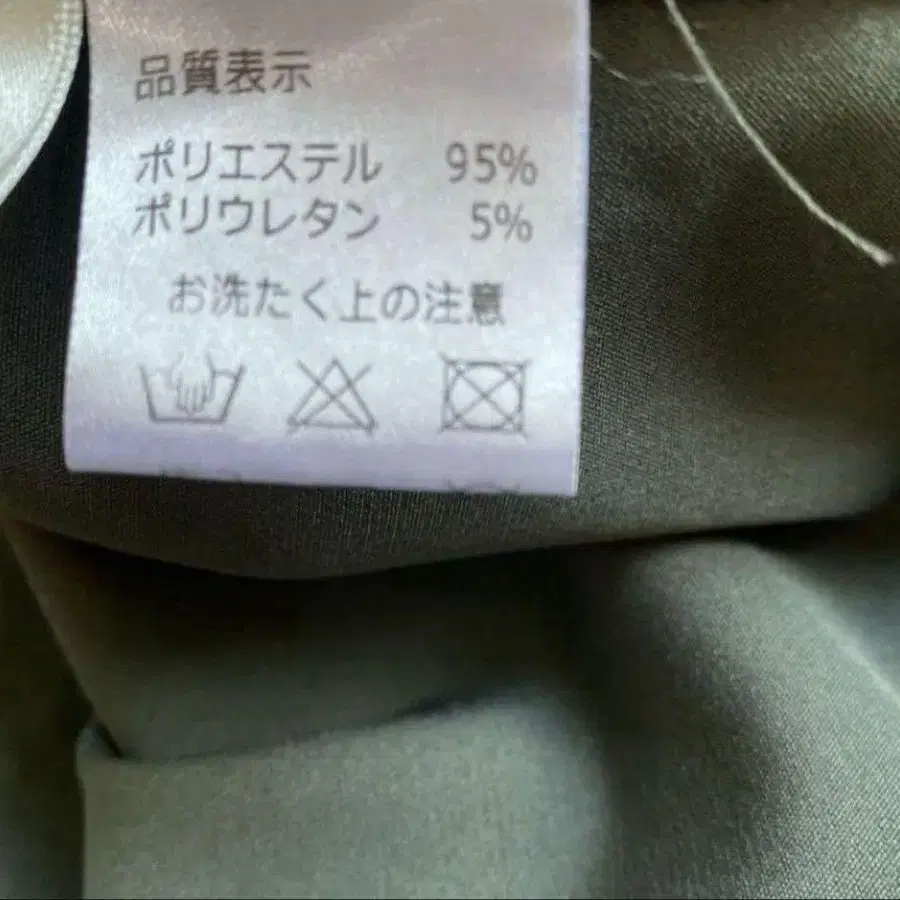 品質表示
ポリエステル 95%
ポリウレタン 5%
お洗たく上の注意